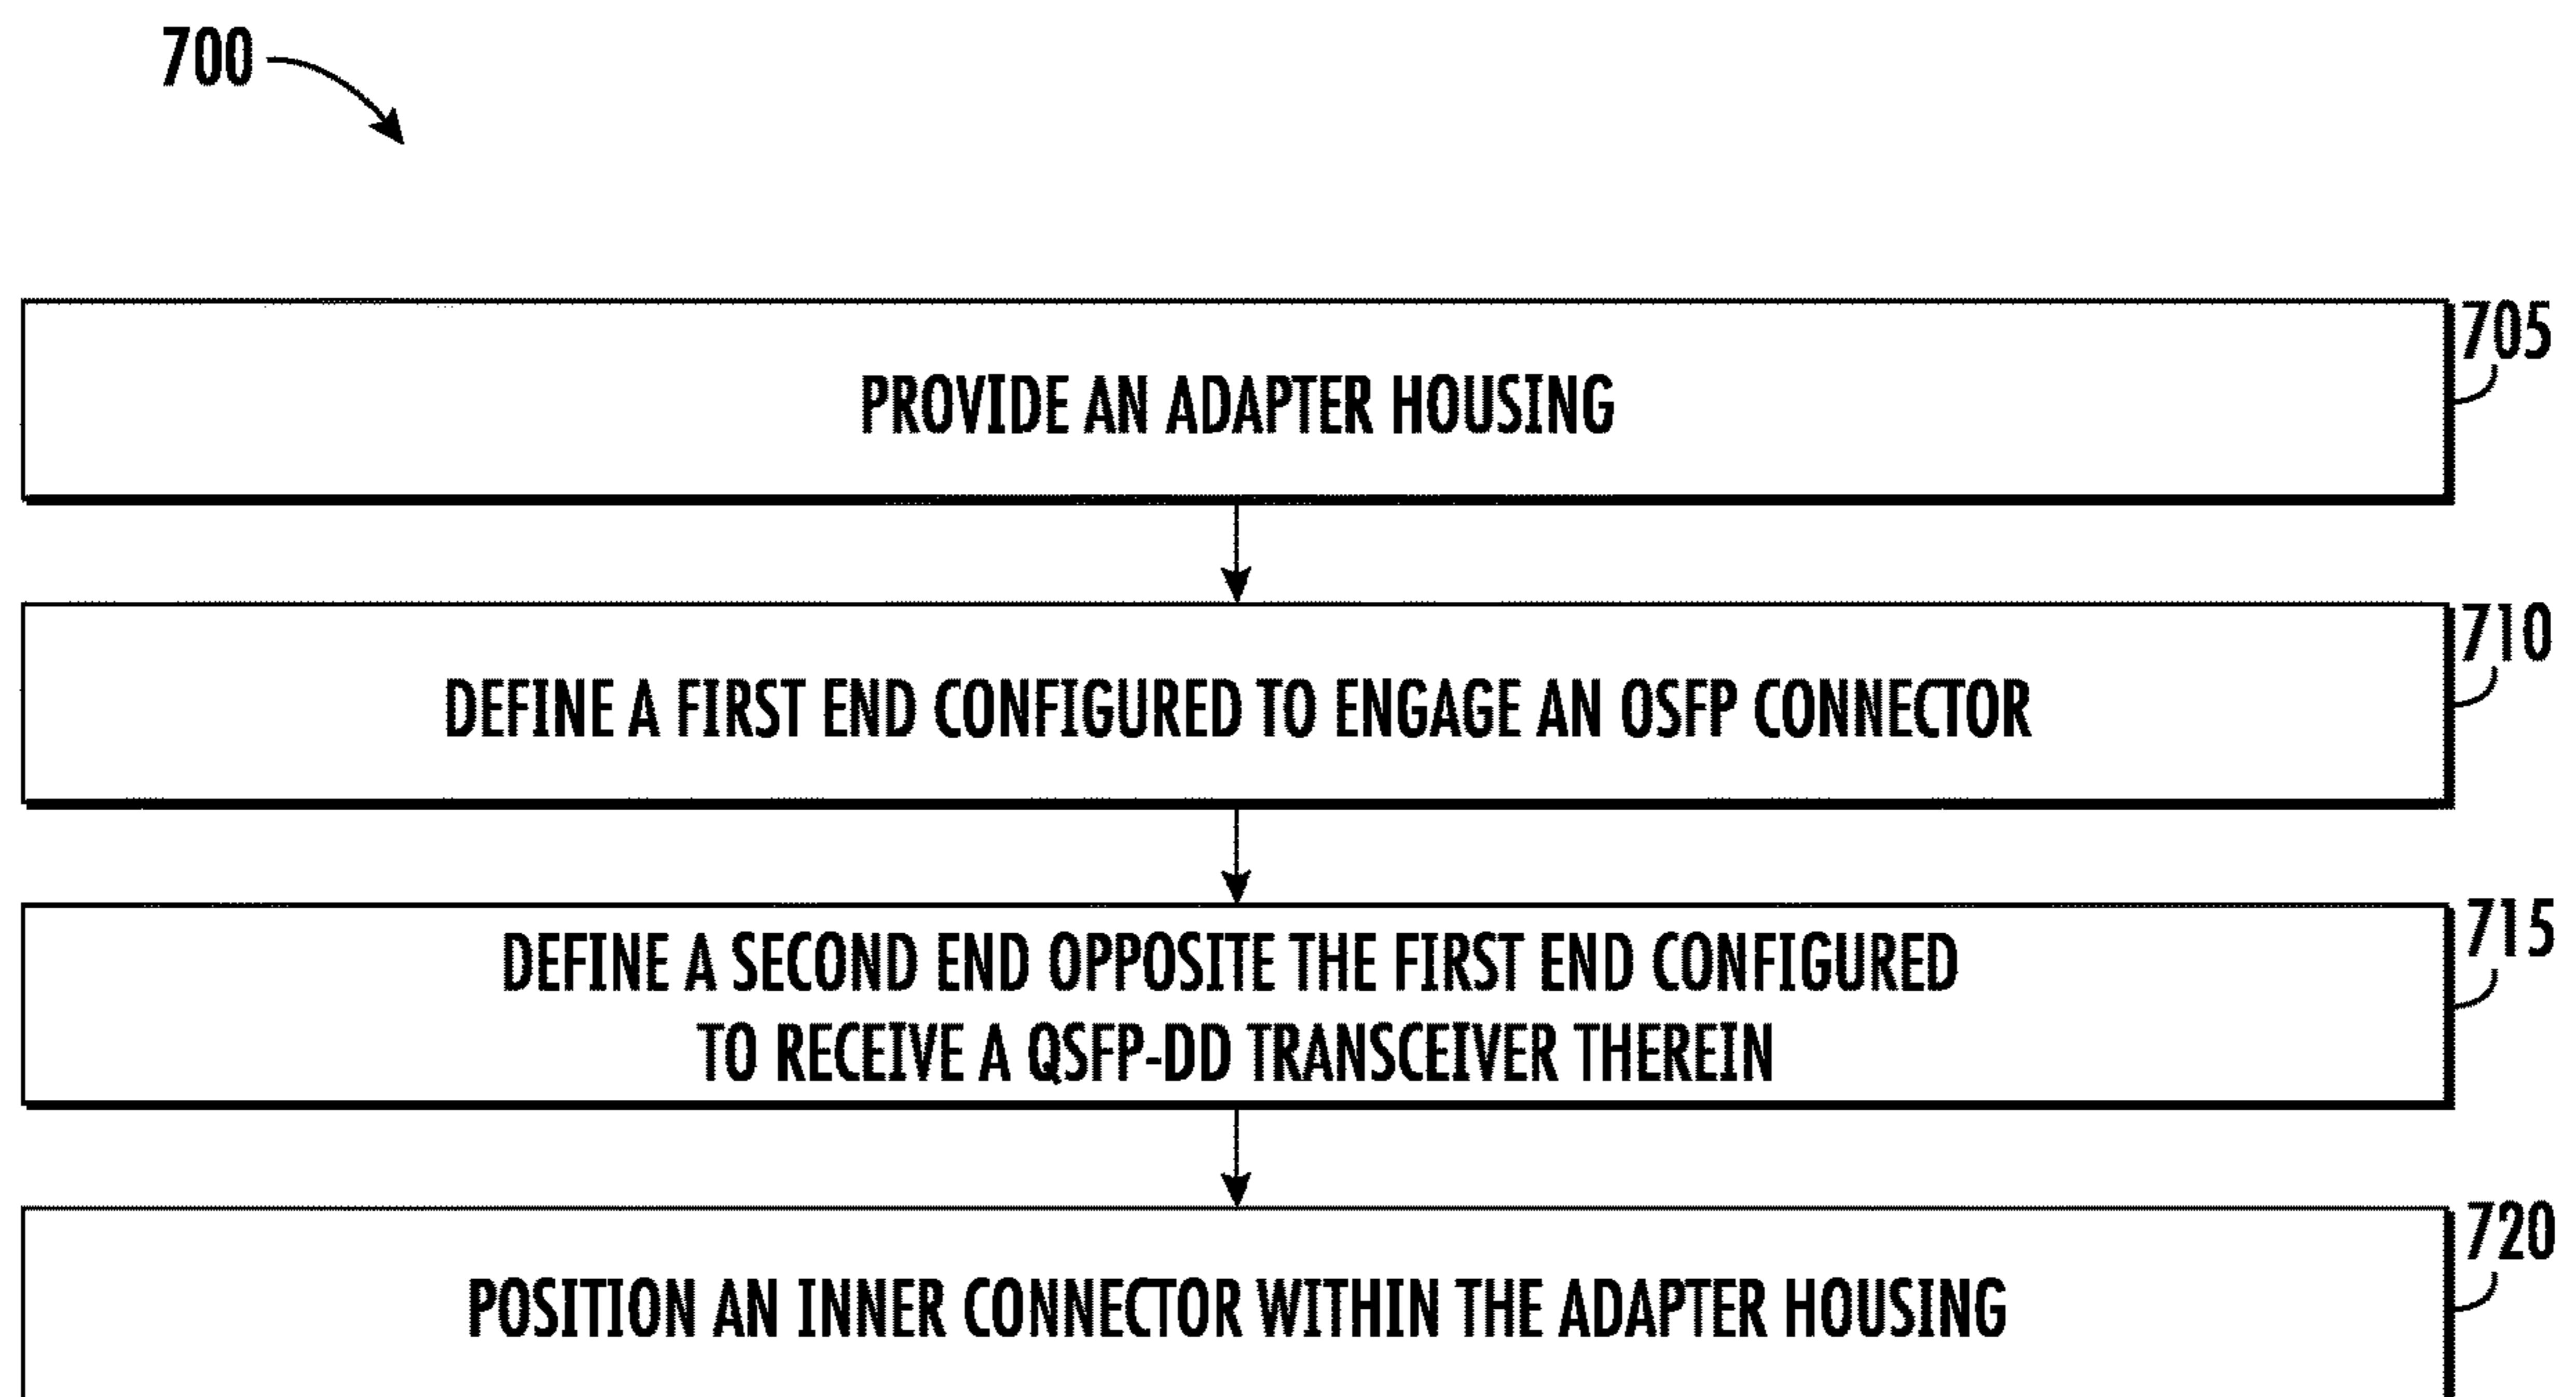 700
705
PROVIDE AN ADAPTER HOUSING
710
DEFINE A FIRST END CONFIGURED TO ENGAGE AN OSFP CONNECTOR
715
DEFINE A SECOND END OPPOSITE THE FIRST END CONFIGURED
TO RECEIVE A QSFP-DD TRANSCEIVER THEREIN
720
POSITION AN INNER CONNECTOR WITHIN THE ADAPTER HOUSING